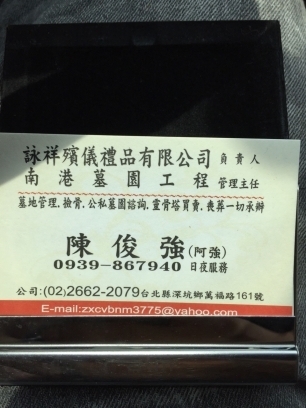 詠祥殯儀禮品有限公司 負責人
南港墓園工程 管理主任
墓地管理.撿骨.公私墓園諮詢.靈骨塔買賣.喪葬一切承辦
陳俊強(阿強)
0939-867940 日夜服務
公司:(02)2662-2079台北縣深坑鄉萬福路161號
E-mail:zxcvbnm3775@yahoo.com